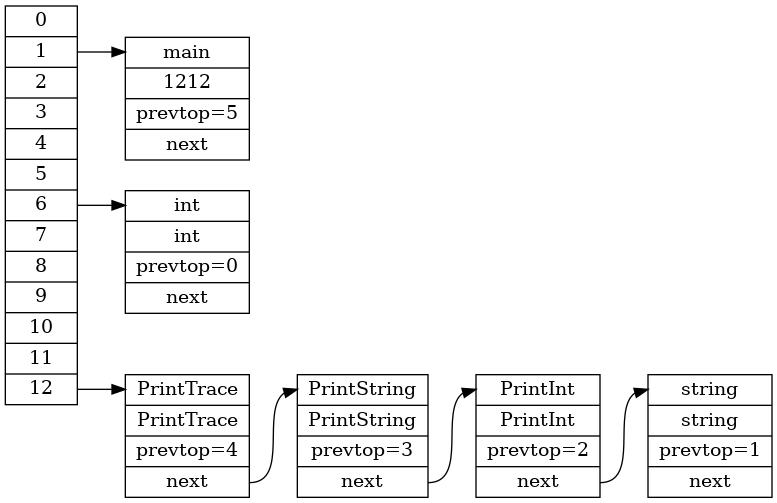 0
1
2
3
4
5
6
7
8
9
10
11
12
main
1212
prevtop=5
next
int
int
prevtop=0
next
PrintTrace
PrintTrace
prevtop=4
next
PrintString
PrintString
prevtop=3
next
PrintInt
PrintInt
prevtop=2
next
string
string
prevtop=1
next